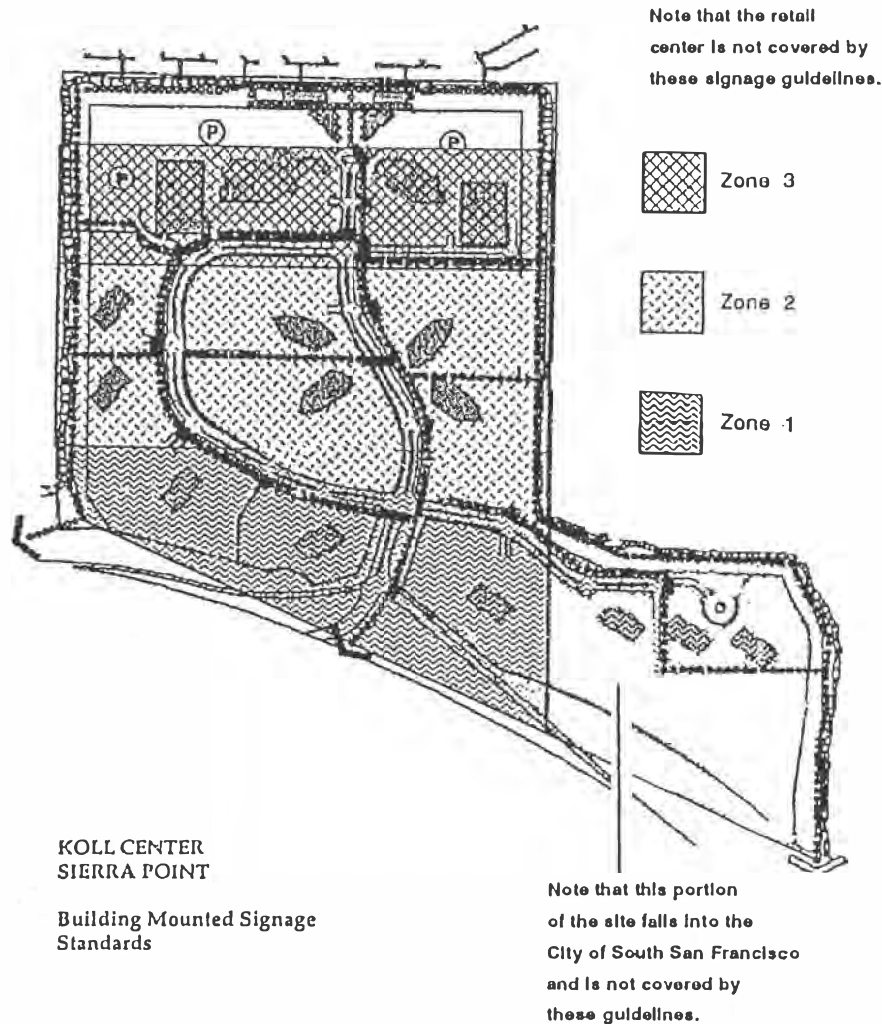 Note that the retail
center is not covered by
these signage guidelines.
P
P
P
Zone 3
Zone 2
Zone 1
KOLL CENTER
SIERRA POINT
Building Mounted Signage
Standards
Note that this portion
of the site falls into the
City of South San Francisco
and is not covered by
these guidelines.